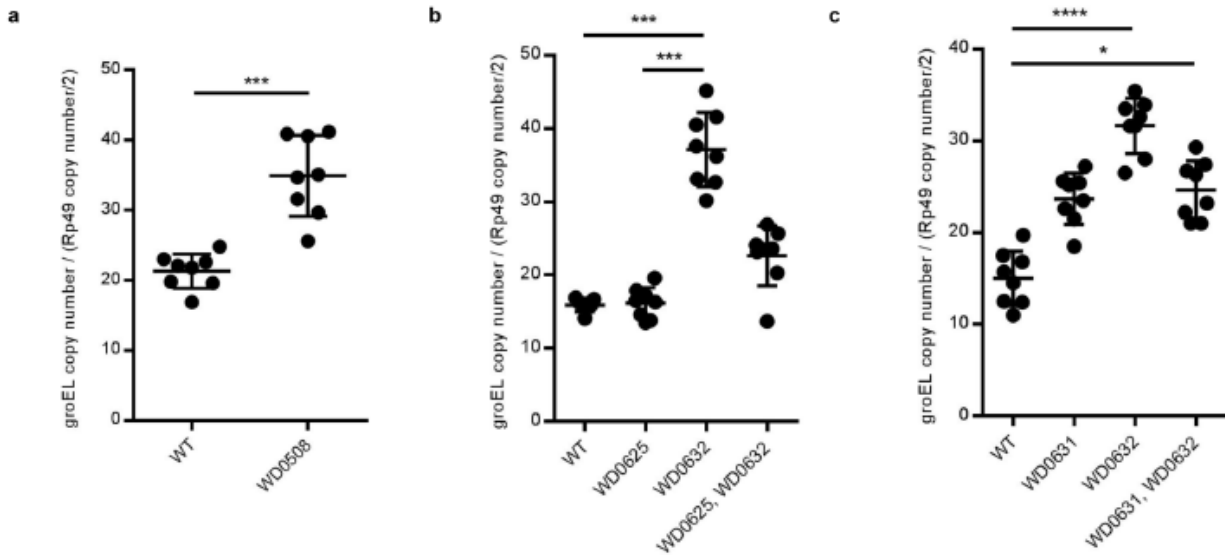 a
b
c
groEL copy number / (Rp49 copy number/2)
50
40
30
20
10
0
***
WT
WD0508
groEL copy number / (Rp49 copy number/2)
50
40
30
20
10
0
***
***
WT
WD0625
WD0632
WD0625, WD0632
groEL copy number / (Rp49 copy number/2)
40
30
20
10
0
****
*
WT
WD0631
WD0632
WD0631, WD0632